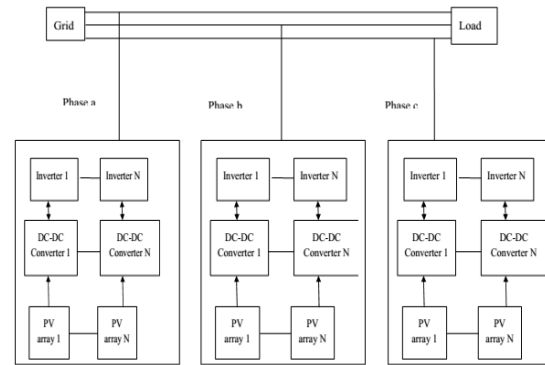 Grid
Load
Phase a
Phase b
Phase c
Inverter 1
Inverter N
DC-DC
Converter 1
DC-DC
Converter N
PV
array 1
PV
array N
Inverter 1
Inverter N
DC-DC
Converter 1
DC-DC
Converter N
PV
array 1
PV
array N
Inverter 1
Inverter N
DC-DC
Converter 1
DC-DC
Converter N
PV
array 1
PV
array N